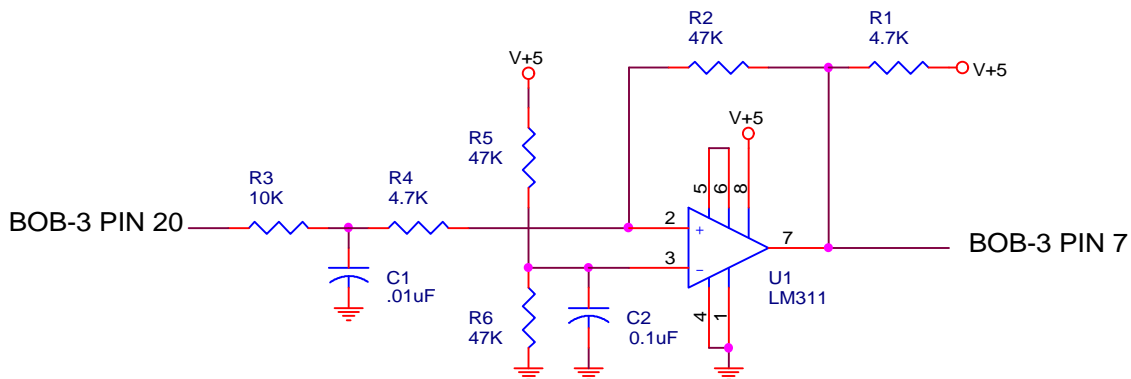 R2
47K
R1
4.7K
V+5
V+5
V+5
R5
47K
R3
10K
R4
4.7K
5
6
8
BOB-3 PIN 20
2
+
7
BOB-3 PIN 7
3
–
C1
.01uF
U1
LM311
R6
47K
C2
0.1uF
4
1